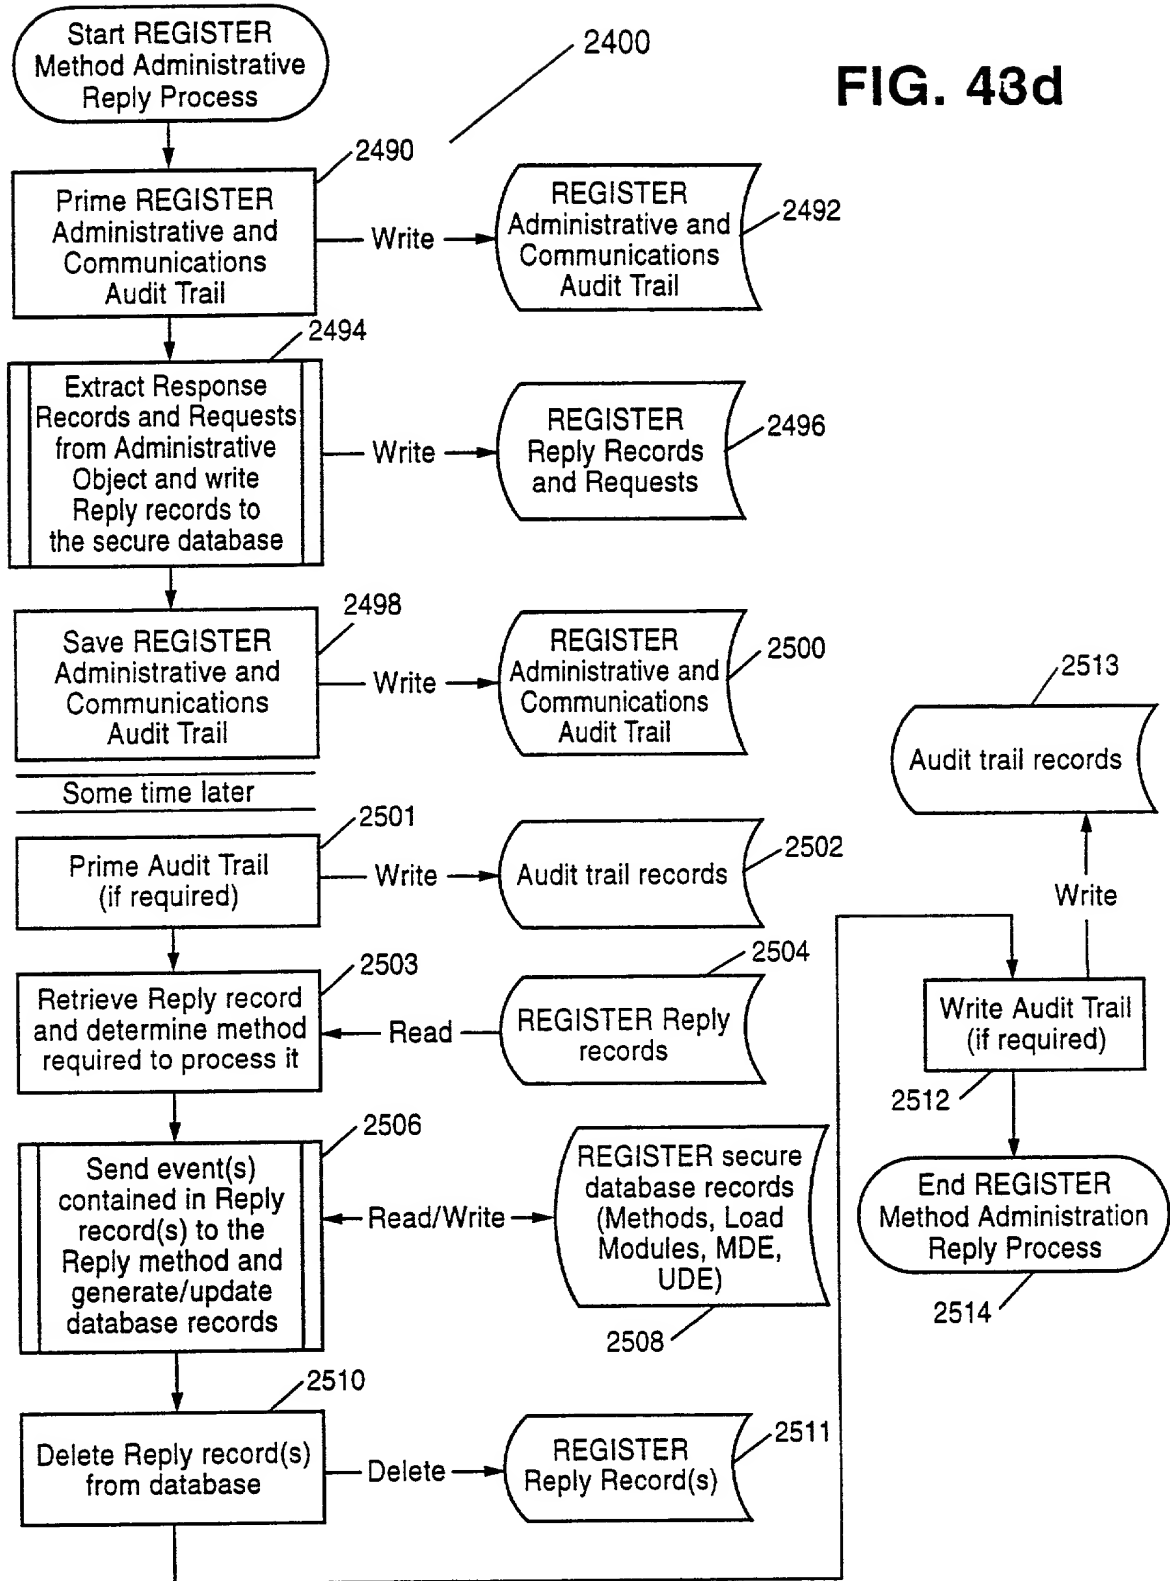 Start REGISTER
Method Administrative
Reply Process
2400
FIG. 43d
2490
Prime REGISTER
Administrative and
Communications
Audit Trail
Write
REGISTER
Administrative and
Communications
Audit Trail
2492
2494
Extract Response
Records and Requests
from Administrative
Object and write
Reply records to
the secure database
Write
REGISTER
Reply Records
and Requests
2496
2498
Save REGISTER
Administrative and
Communications
Audit Trail
Write
REGISTER
Administrative and
Communications
Audit Trail
2500
Some time later
2501
Prime Audit Trail
(if required)
Write
Audit trail records
2502
2503
Retrieve Reply record
and determine method
required to process it
Read
REGISTER Reply
records
2504
2506
Send event(s)
contained in Reply
record(s) to the
Reply method and
generate/update
database records
Read/Write
REGISTER secure
database records
(Methods, Load
Modules, MDE,
UDE)
2508
2510
Delete Reply record(s)
from database
Delete
REGISTER
Reply Record(s)
2511
2513
Audit trail records
Write
Write Audit Trail
(if required)
2512
End REGISTER
Method Administration
Reply Process
2514